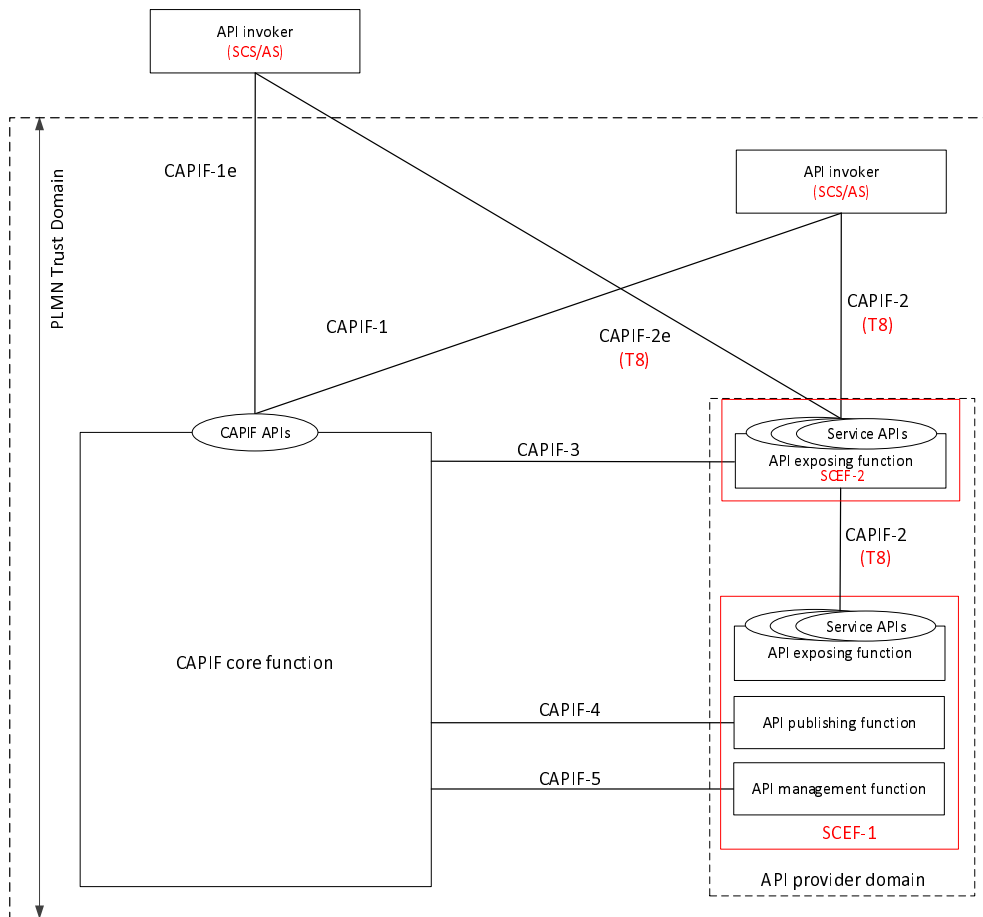 API invoker
(SCS/AS)
PLMN Trust Domain
CAPIF-1e
API invoker
(SCS/AS)
CAPIF-1
CAPIF-2e
(T8)
CAPIF-2
(T8)
CAPIF APIs
Service APIs
API exposing function
SCEF-2
CAPIF-3
CAPIF-2
(T8)
Service APIs
API exposing function
CAPIF core function
CAPIF-4
API publishing function
CAPIF-5
API management function
SCEF-1
API provider domain